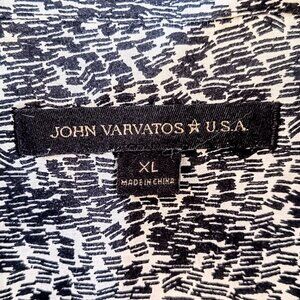 JOHN VARVATOS ☆ U.S.A.
XL
MADE IN CHINA